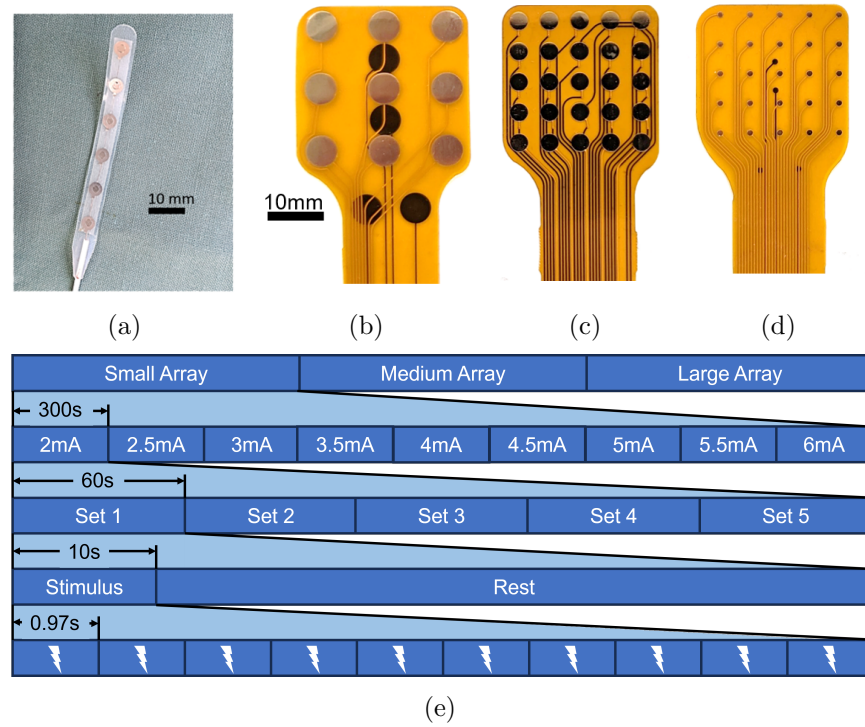 10 mm
10mm
(a)
(b)
(c)
(d)
Small Array
Medium Array
Large Array
300s
2mA
2.5mA
3mA
3.5mA
4mA
4.5mA
5mA
5.5mA
6mA
60s
Set 1
Set 2
Set 3
Set 4
Set 5
10s
Stimulus
Rest
0.97s
(e)